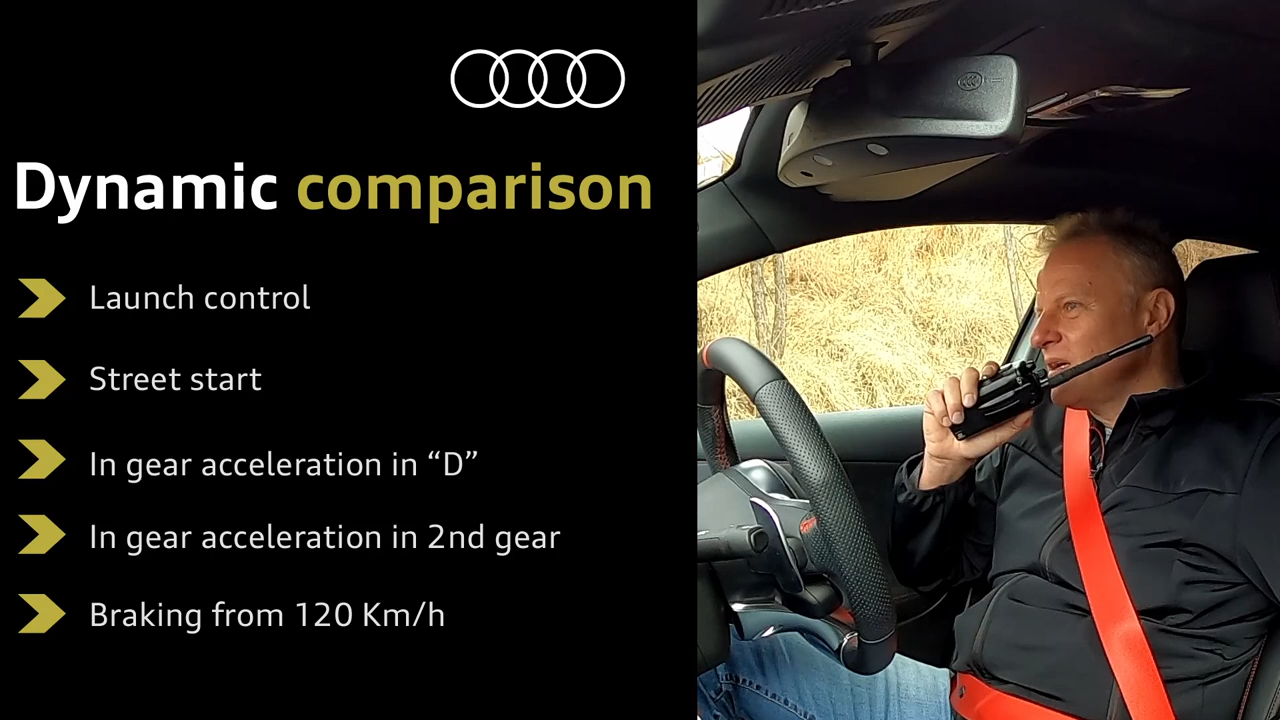 Dynamic comparison
Launch control
Street start
In gear acceleration in “D”
In gear acceleration in 2nd gear
Braking from 120 Km/h